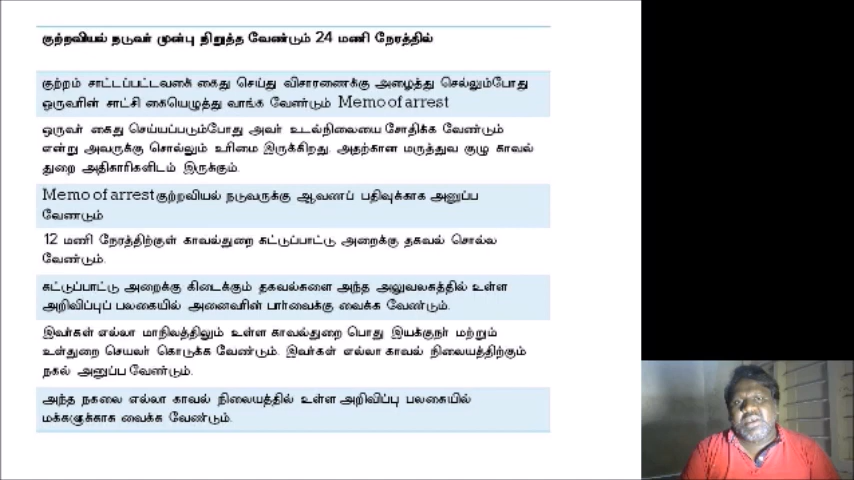 குற்றவியல் நடுவர் முன்பு நிறுத்த வேண்டும் 24 மணி நேரத்தில்
குற்றம் சாட்டப்பட்டவகை கைது செய்து விசாரணைக்கு அழைத்து செல்லும்போது
ஒருவரின் சாட்சி கையெழுத்து வாங்க வேண்டும் Memo of arrest
ஒருவர் கைது செய்யப்படும்போது அவர் உடல்நிலையை சோதிக்க வேண்டும்
என்று அவருக்கு சொல்லும் உரிமை இருக்கிறது. அதற்கான மருத்துவ குழு காவல்
துறை அதிகாரிகளிடம் இருக்கும்.
Memo of arrest குற்றவியல் நடுவருக்கு ஆவணப் பதிவுக்காக அனுப்ப
வேணடும்
12 மணி நேரத்திற்குள் காவல்துறை கட்டுப்பாட்டு அறைக்கு தகவல் சொல்ல
வேண்டும்.
கட்டுப்பாட்டு அறைக்கு கிடைக்கும் தகவல்களை அந்த அலுவலகத்தில் உள்ள
அறிவிப்புப் பலகையில் அனைவரின் பார்வைக்கு வைக்க வேண்டும்.
இவர்கள் எல்லா மாநிலத்திலும் உள்ள காவல்துறை பொது இயக்குநர் மற்றும்
உள்துறை செயலர் கொடுக்க வேண்டும். இவர்கள் எல்லா காவல் நிலையத்திற்கும்
நகல் அனுப்ப வேண்டும்.
அந்த நகலை எல்லா காவல் நிலையத்தில் உள்ள அறிவிப்பு பலகையில்
மக்களுக்காக வைக்க வேண்டும்.